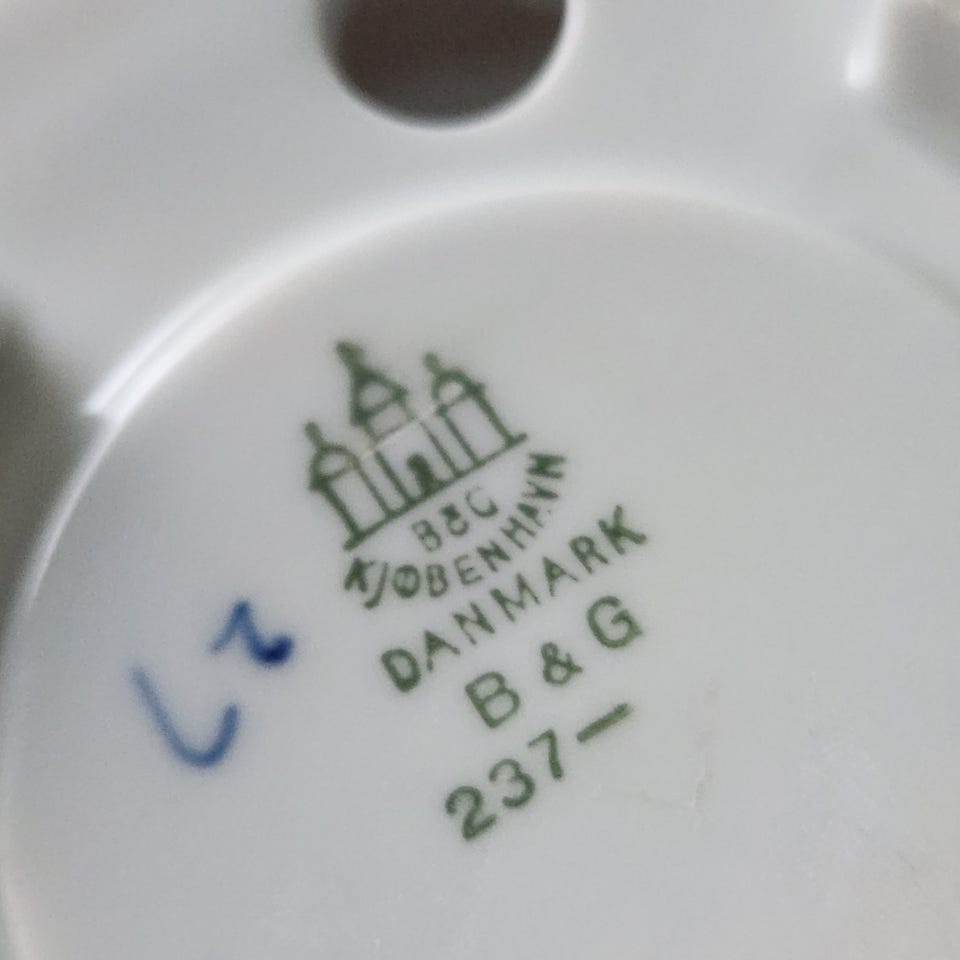 B&G
KJØBENHAVN
DANMARK
B & G
237—